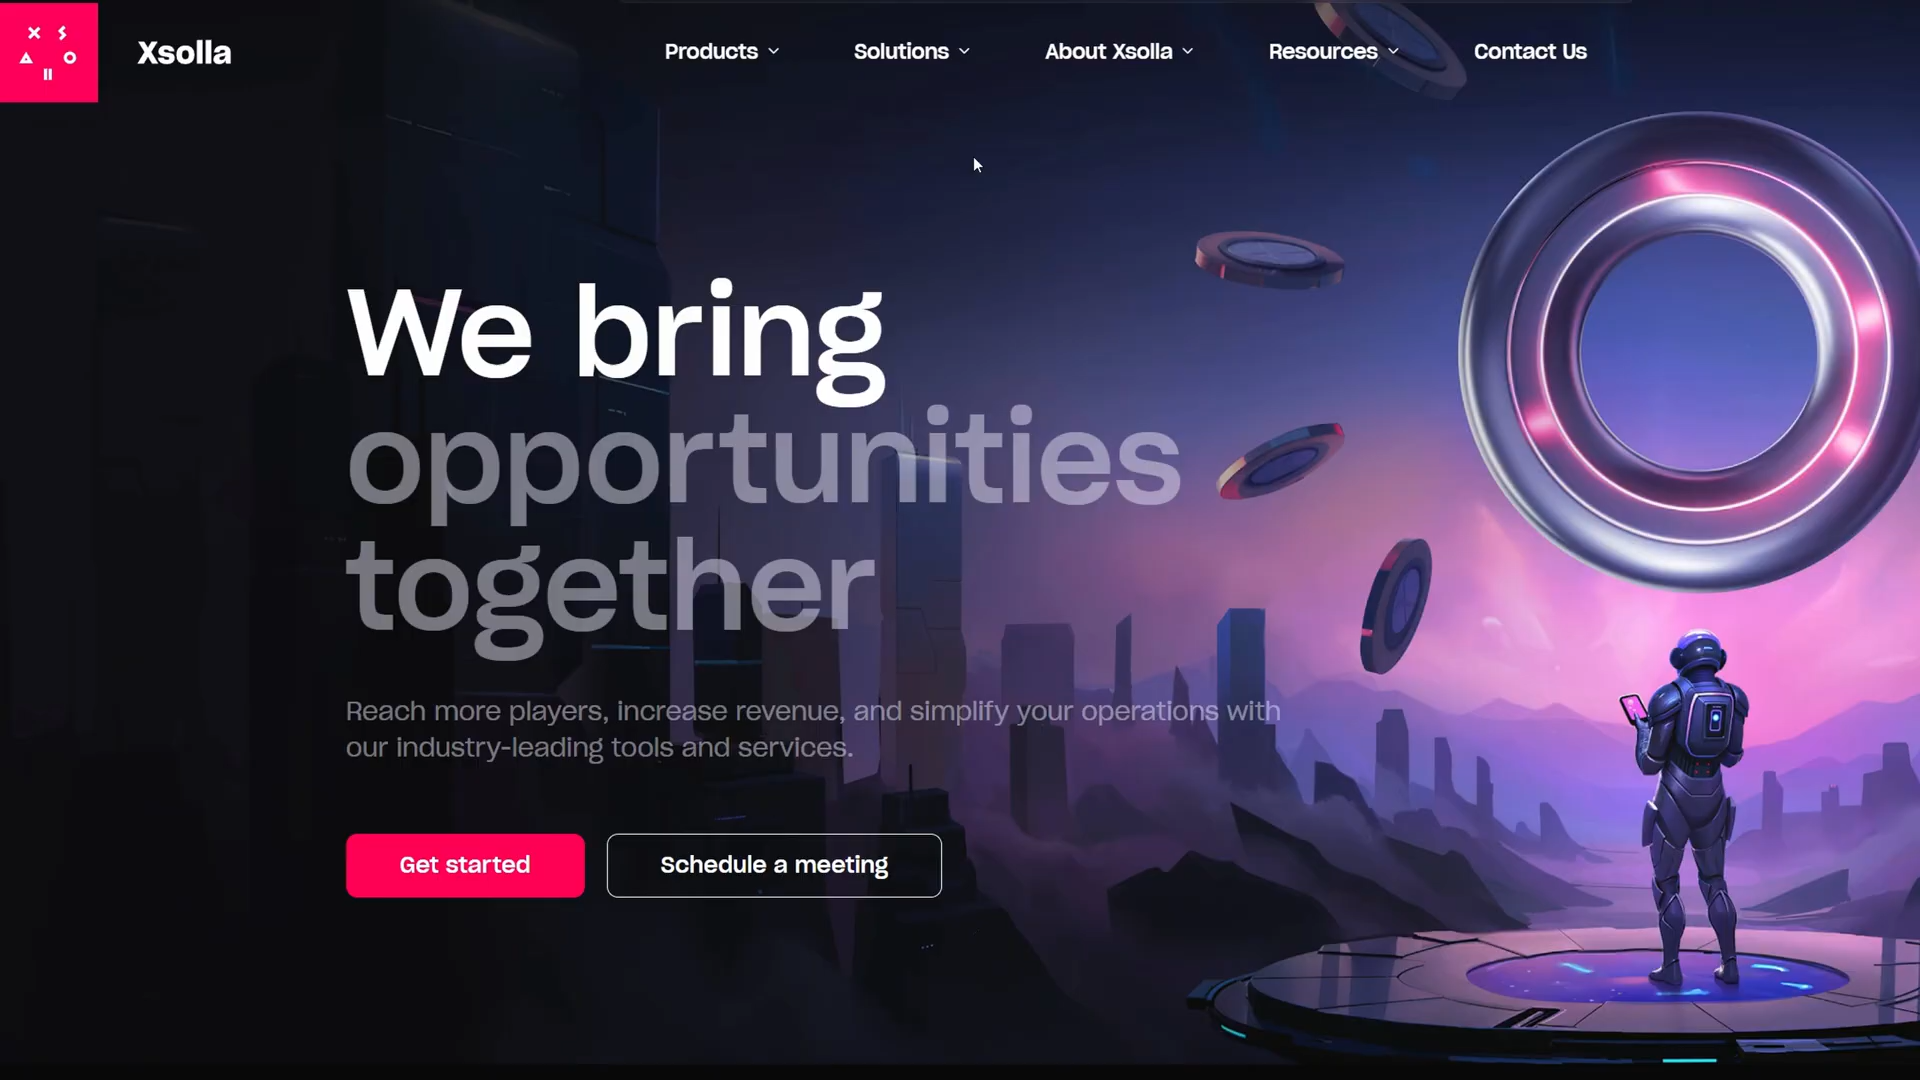 Xsolla
Products
Solutions
About Xsolla
Resources
Contact Us
We bring
opportunities
together
Reach more players, increase revenue, and simplify your operations with
our industry-leading tools and services.
Get started
Schedule a meeting